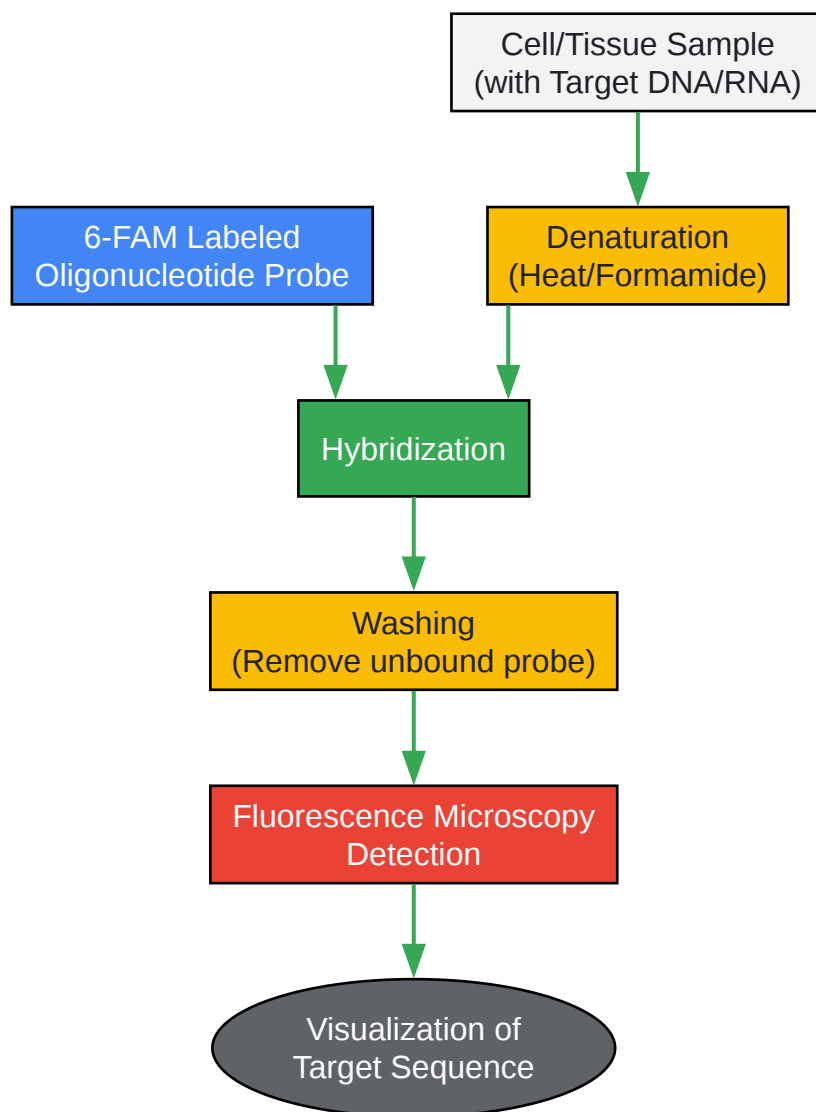 Cell/Tissue Sample
(with Target DNA/RNA)
6-FAM Labeled
Oligonucleotide Probe
Denaturation
(Heat/Formamide)
Hybridization
Washing
(Remove unbound probe)
Fluorescence Microscopy
Detection
Visualization of
Target Sequence